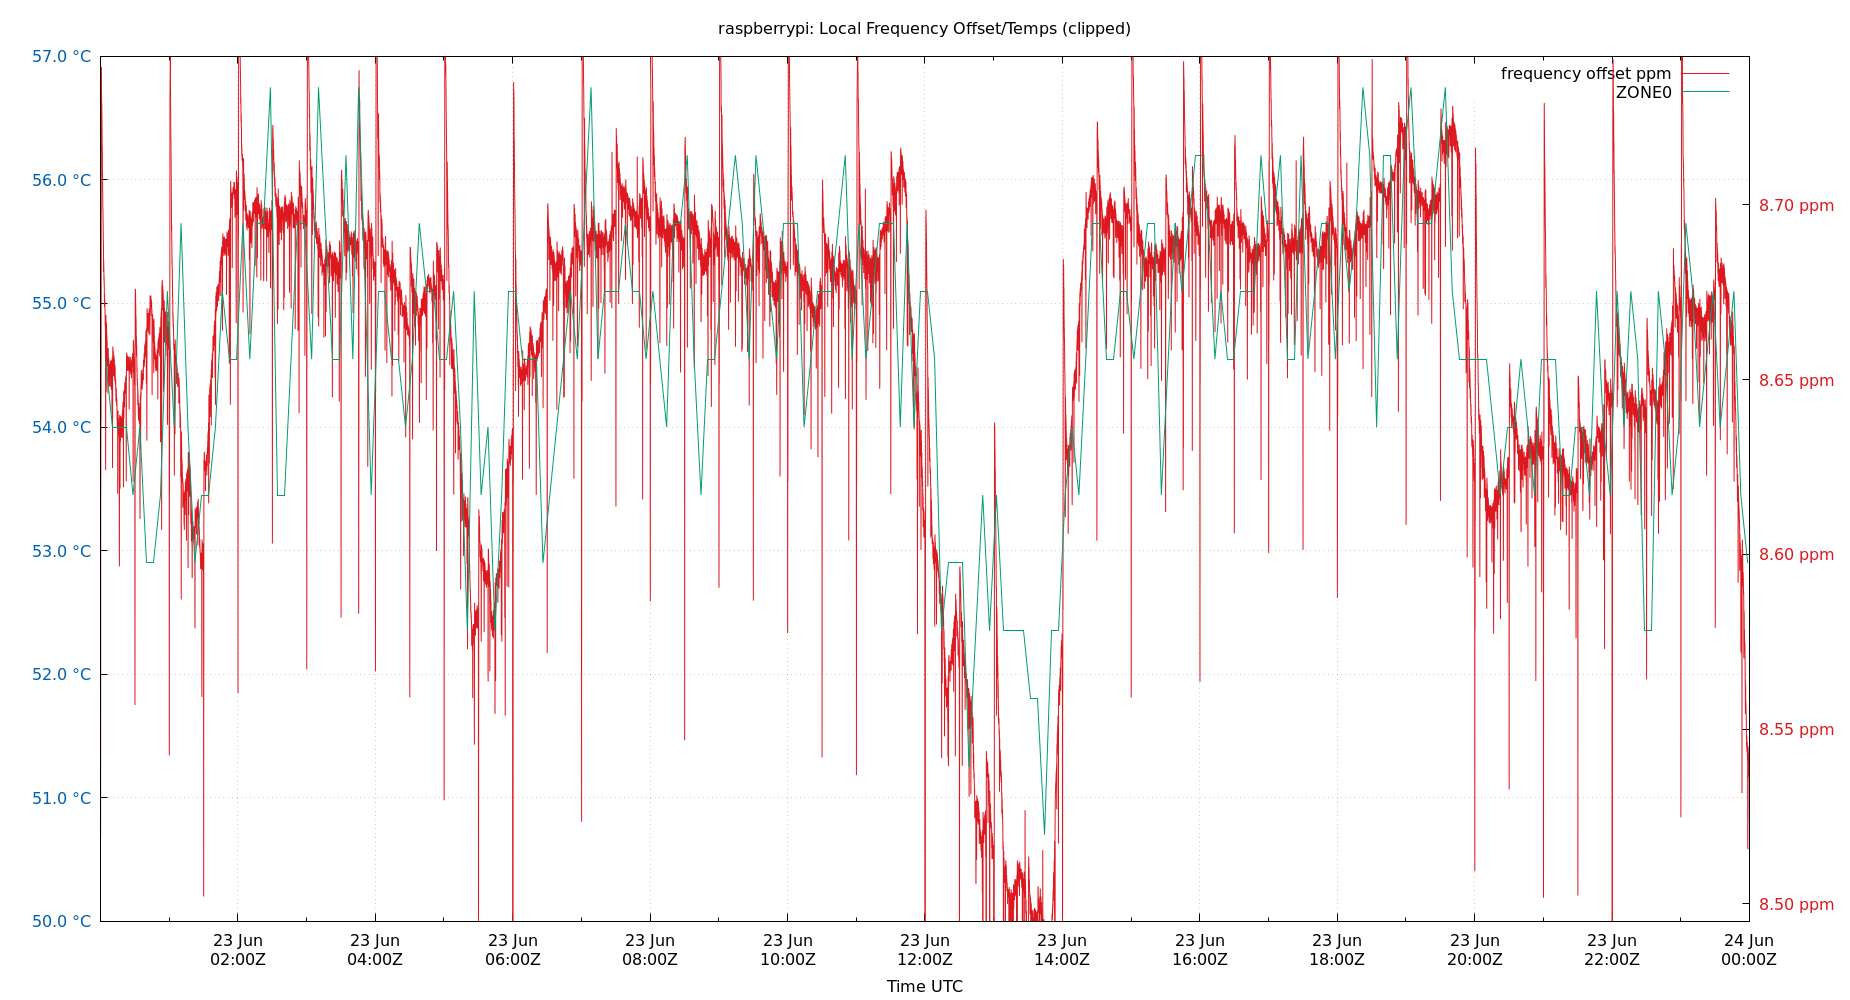 raspberrypi: Local Frequency Offset/Temps (clipped)
57.0 °C
56.0 °C
55.0 °C
54.0 °C
53.0 °C
52.0 °C
51.0 °C
50.0 °C
frequency offset ppm
ZONE0
8.70 ppm
8.65 ppm
8.60 ppm
8.55 ppm
8.50 ppm
23 Jun
02:00Z
23 Jun
04:00Z
23 Jun
06:00Z
23 Jun
08:00Z
23 Jun
10:00Z
23 Jun
12:00Z
23 Jun
14:00Z
23 Jun
16:00Z
23 Jun
18:00Z
23 Jun
20:00Z
23 Jun
22:00Z
24 Jun
00:00Z
Time UTC